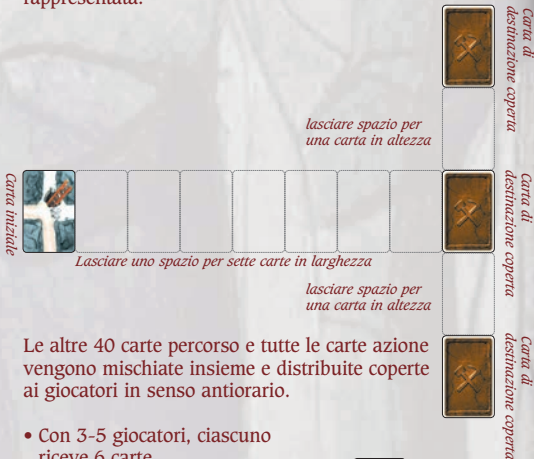 rappresentata.
Carta di
destinazione coperta
lasciare spazio per
una carta in altezza
Carta iniziale
Carta di
destinazione coperta
Lasciare uno spazio per sette carte in larghezza
lasciare spazio per
una carta in altezza
Carta di
destinazione coperta
Le altre 40 carte percorso e tutte le carte azione
vengono mischiate insieme e distribuite coperte
ai giocatori in senso antiorario.
• Con 3-5 giocatori, ciascuno
riceve 6 carte